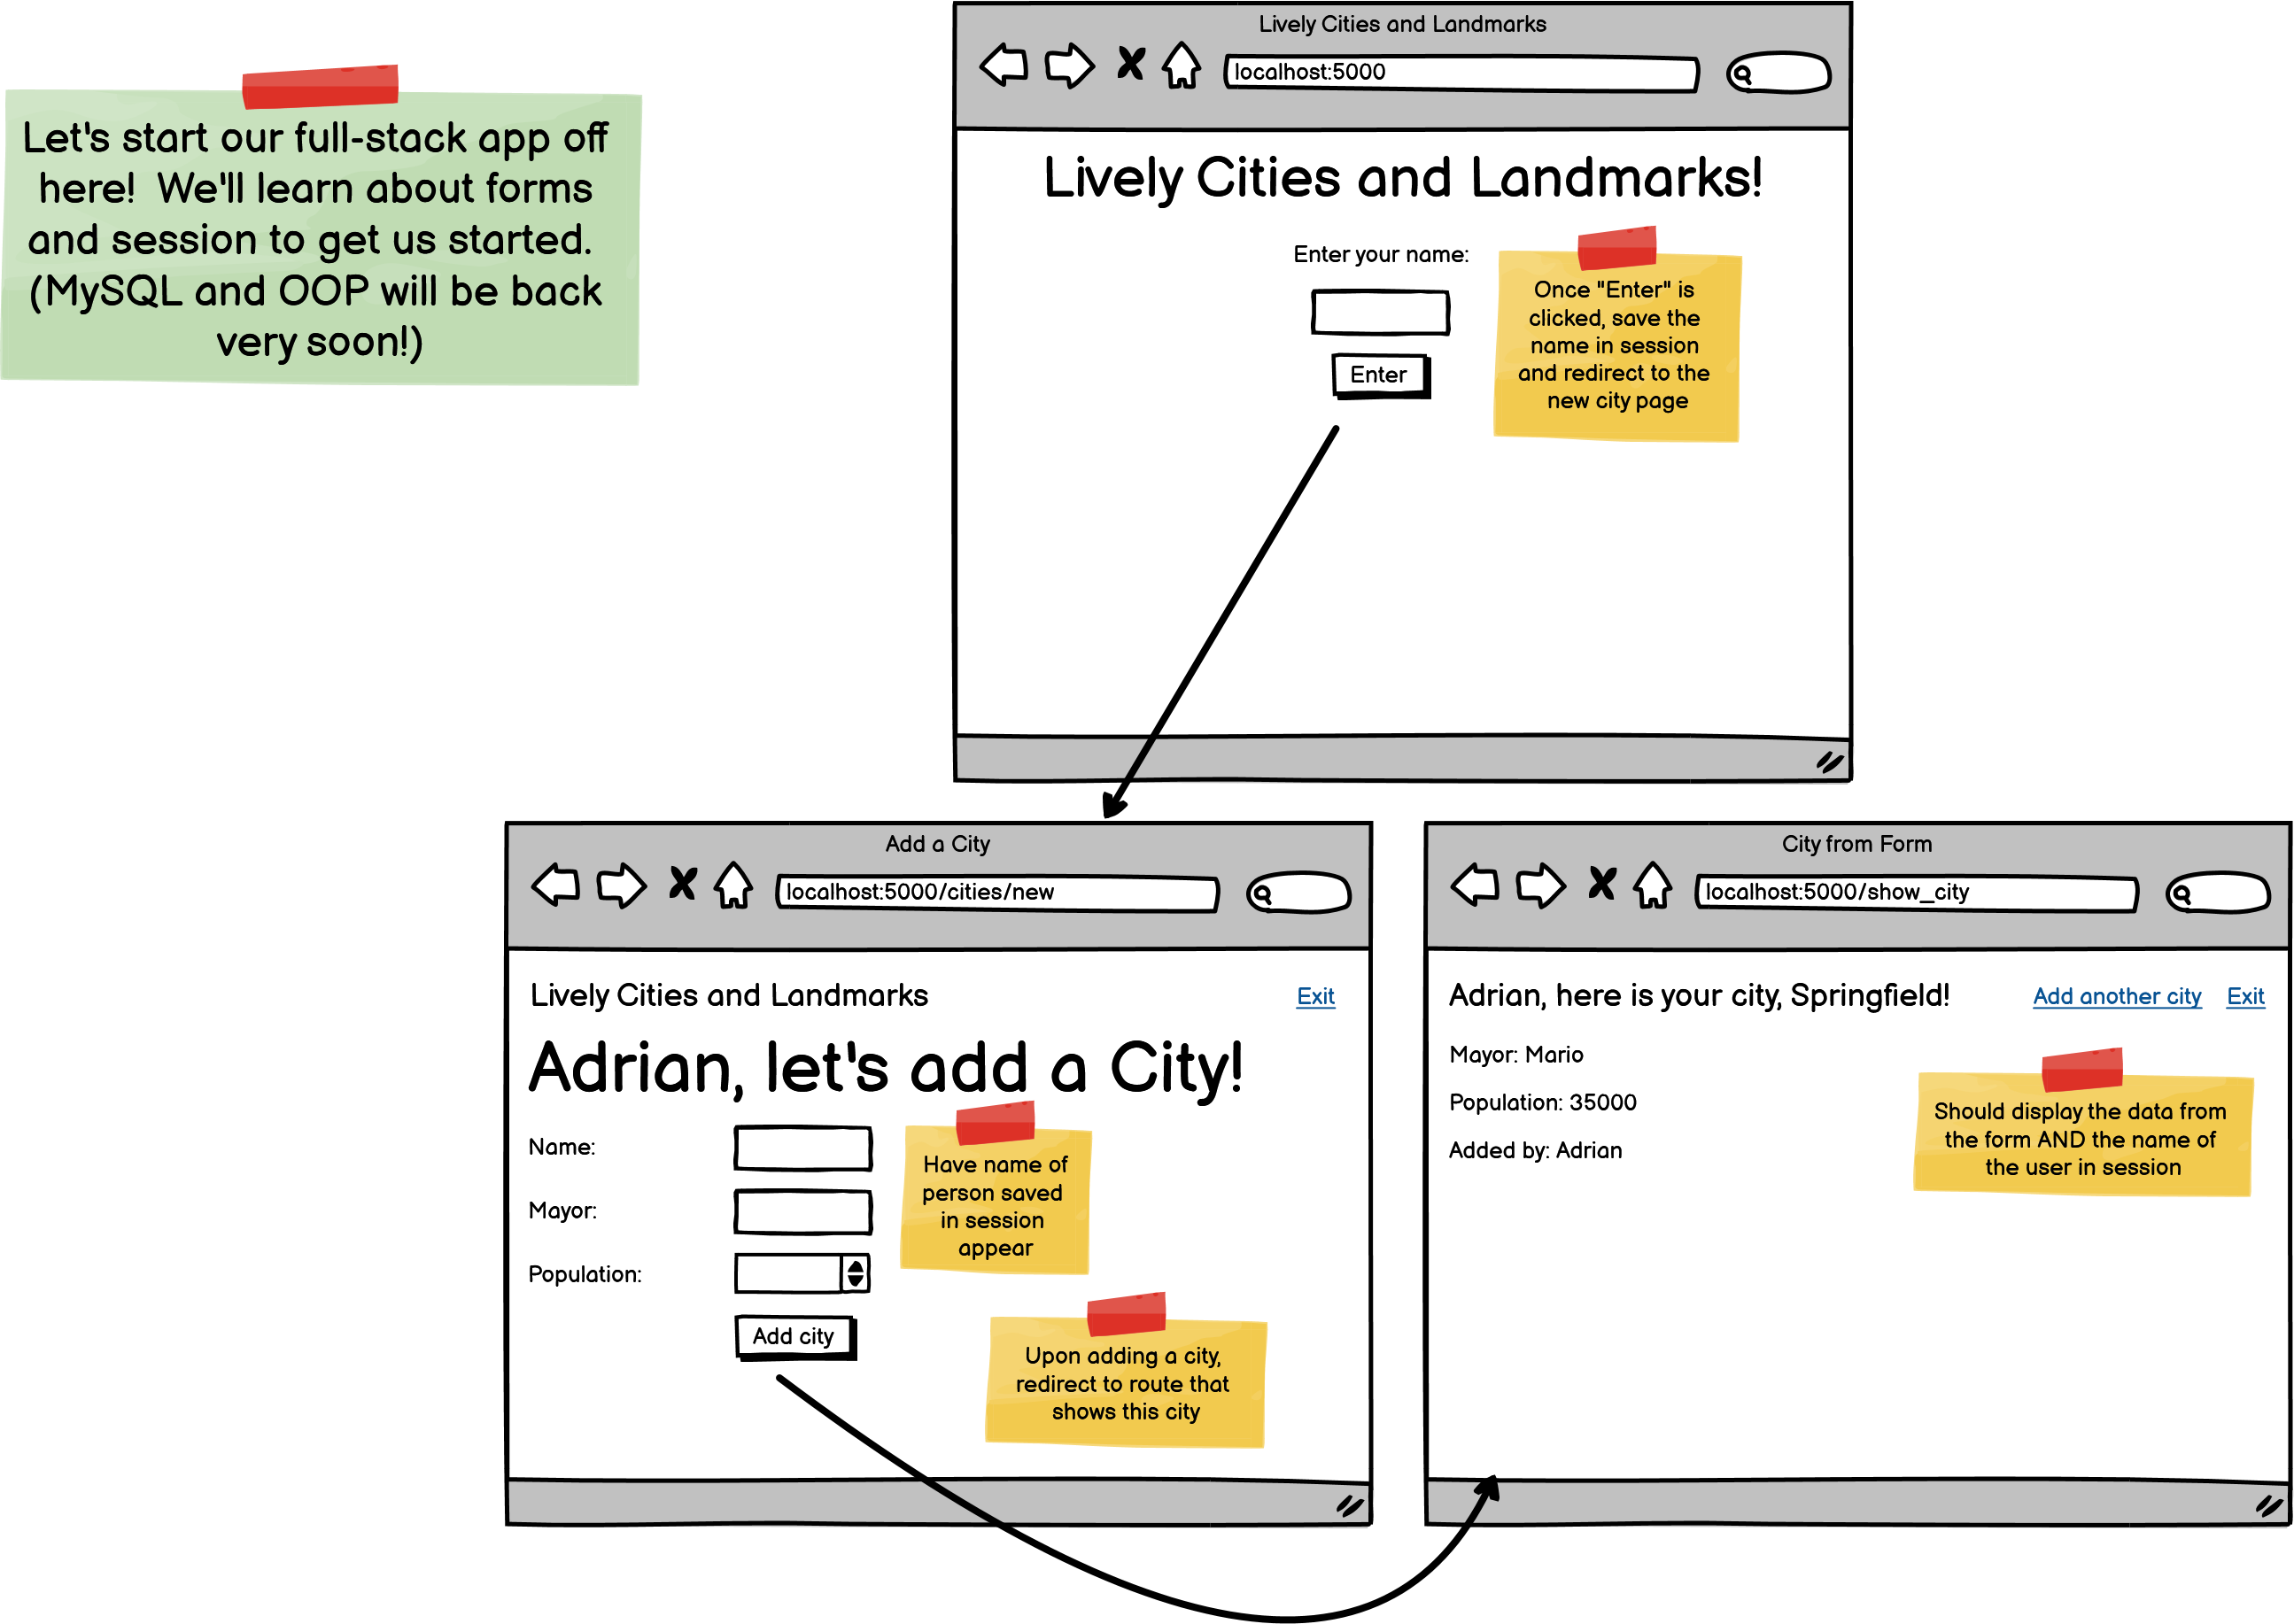 Let's start our full-stack app off
here!  We'll learn about forms
and session to get us started.
(MySQL and OOP will be back
very soon!)
Lively Cities and Landmarks
localhost:5000
Lively Cities and Landmarks!
Enter your name:
Enter
Once "Enter" is
clicked, save the
name in session
and redirect to the
new city page
Add a City
localhost:5000/cities/new
Lively Cities and Landmarks
Exit
Adrian, let's add a City!
Name:
Mayor:
Population:
Add city
Have name of
person saved
in session
appear
Upon adding a city,
redirect to route that
shows this city
City from Form
localhost:5000/show_city
Adrian, here is your city, Springfield!
Add another city
Exit
Mayor: Mario
Population: 35000
Added by: Adrian
Should display the data from
the form AND the name of
the user in session